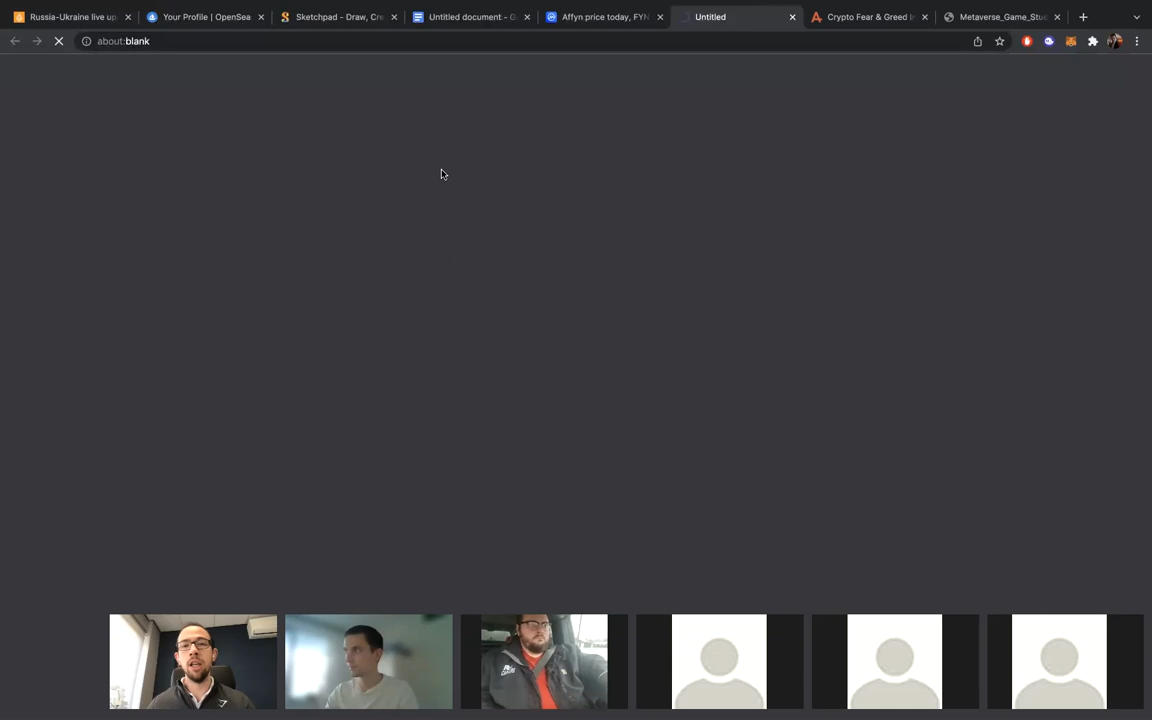 Russia-Ukraine live up
Your Profile | OpenSea
Sketchpad - Draw, Cre
Untitled document - G
Affyn price today, FYN
Untitled
Crypto Fear & Greed I
Metaverse_Game_Stu
about:blank